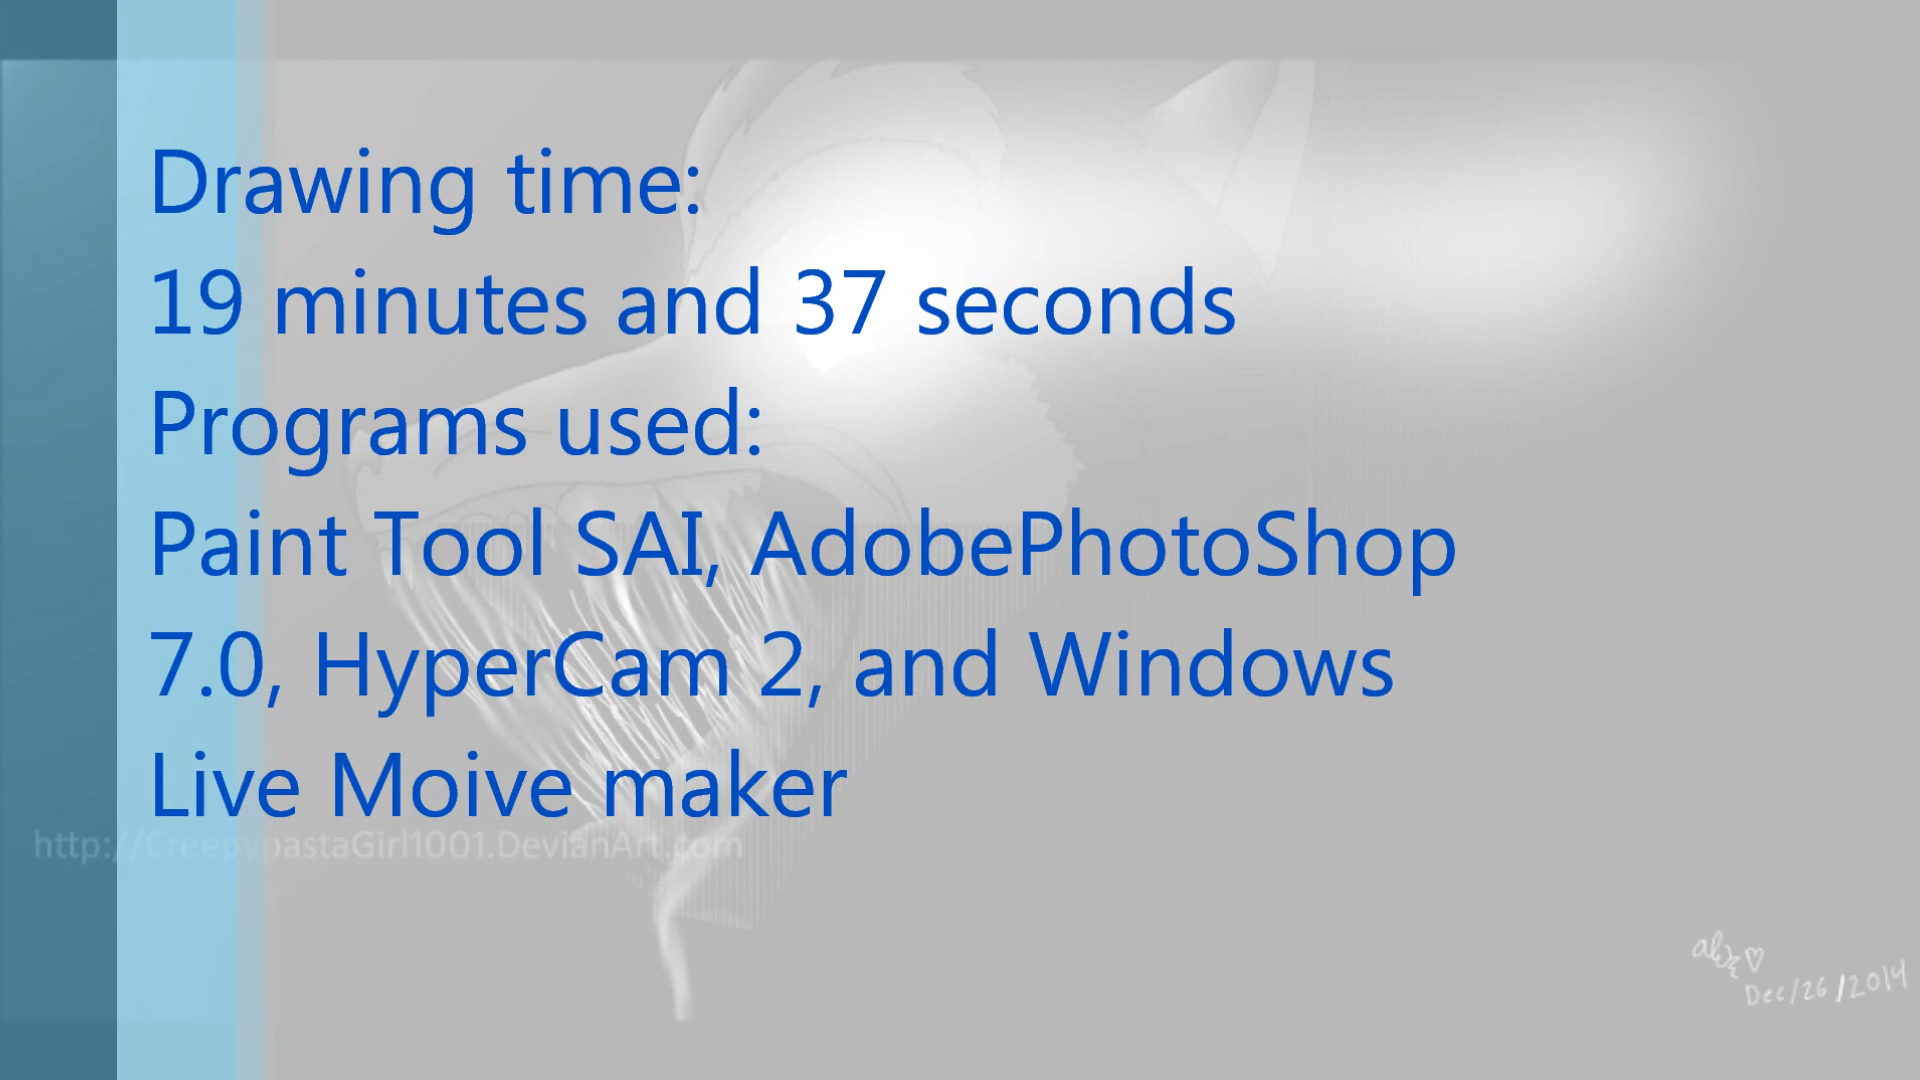 Drawing time:
19 minutes and 37 seconds
Programs used:
Paint Tool SAI, AdobePhotoShop
7.0, HyperCam 2, and Windows
Live Moive maker
http://CreepypastaGirl1001.DevianArt.com
Dec/26/2014